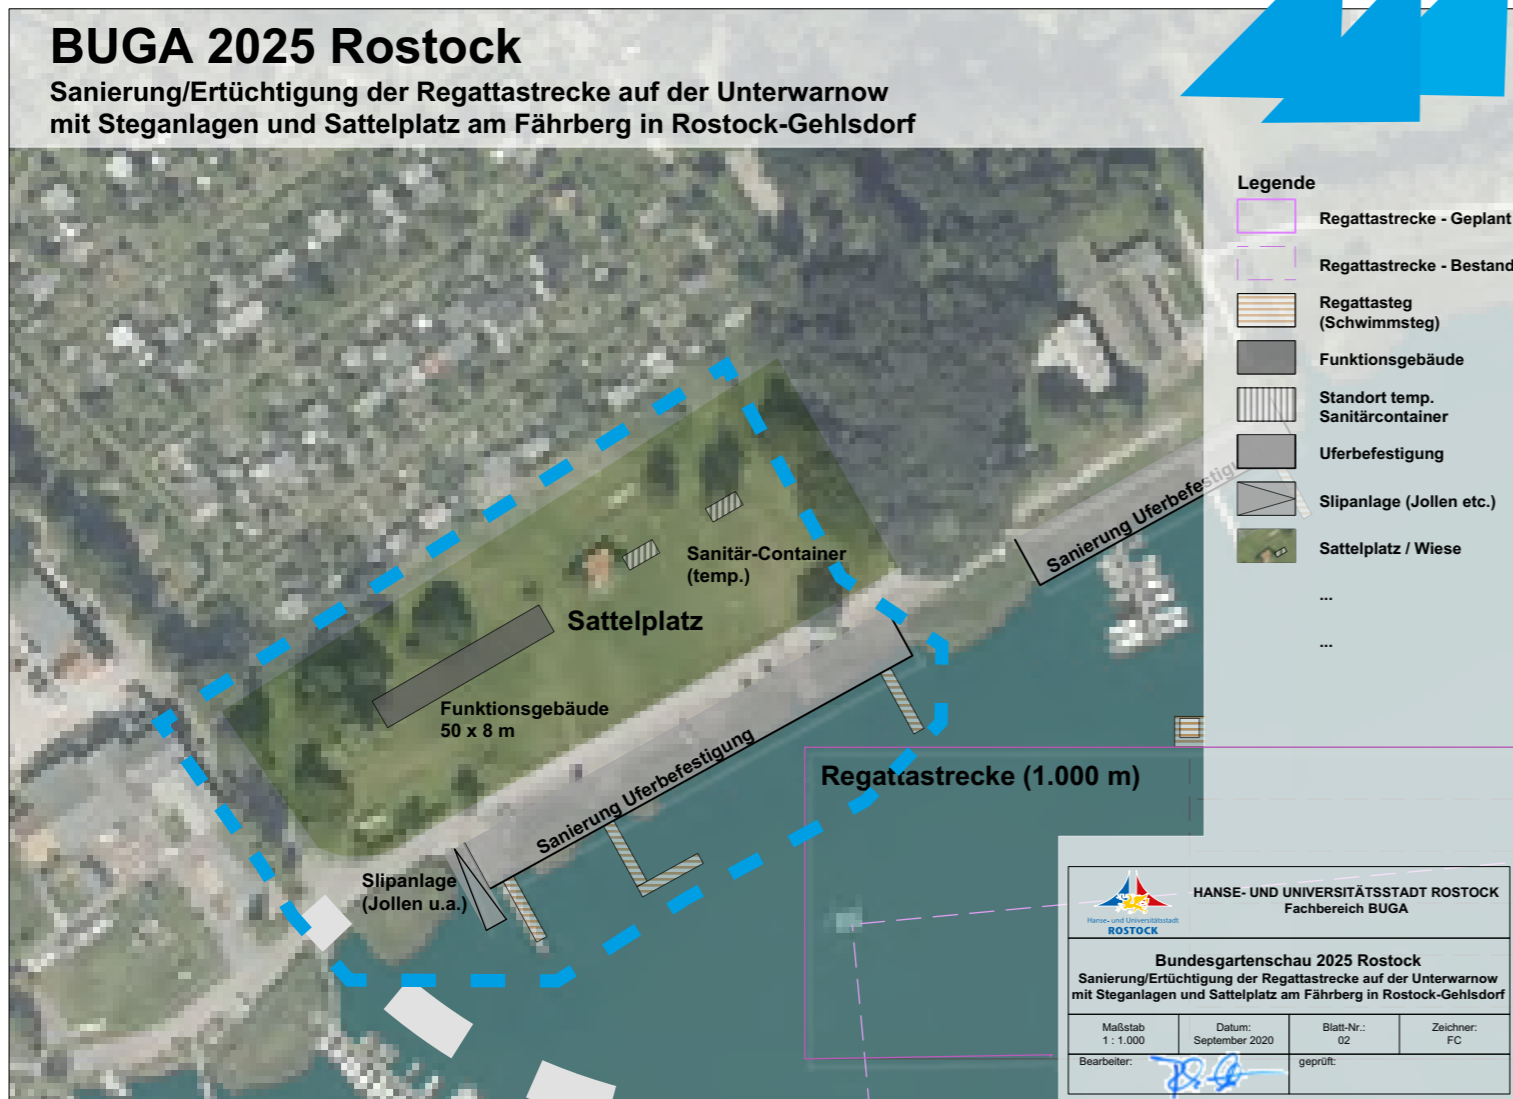 BUGA 2025 Rostock
Sanierung/Ertüchtigung der Regattastrecke auf der Unterwarnow
mit Steganlagen und Sattelplatz am Fährberg in Rostock-Gehlsdorf
Legende
Regattastrecke - Geplant
Regattastrecke - Bestand
Regattasteg
(Schwimmsteg)
Funktionsgebäude
Standort temp.
Sanitärcontainer
Uferbefestigung
Slipanlage (Jollen etc.)
Sattelplatz / Wiese
...
...
Sanierung Uferbefestigu
Sanitär-Container
(temp.)
Sattelplatz
Funktionsgebäude
50 x 8 m
Sanierung Uferbefestigung
Regattastrecke (1.000 m)
Slipanlage
(Jollen u.a.)
Hanse- und Universitätsstadt
ROSTOCK
HANSE- UND UNIVERSITÄTSSTADT ROSTOCK
Fachbereich BUGA
Bundesgartenschau 2025 Rostock
Sanierung/Ertüchtigung der Regattastrecke auf der Unterwarnow
mit Steganlagen und Sattelplatz am Fährberg in Rostock-Gehlsdorf
Maßstab
1 : 1.000
Datum:
September 2020
Blatt-Nr.:
02
Zeichner:
FC
Bearbeiter:
geprüft: